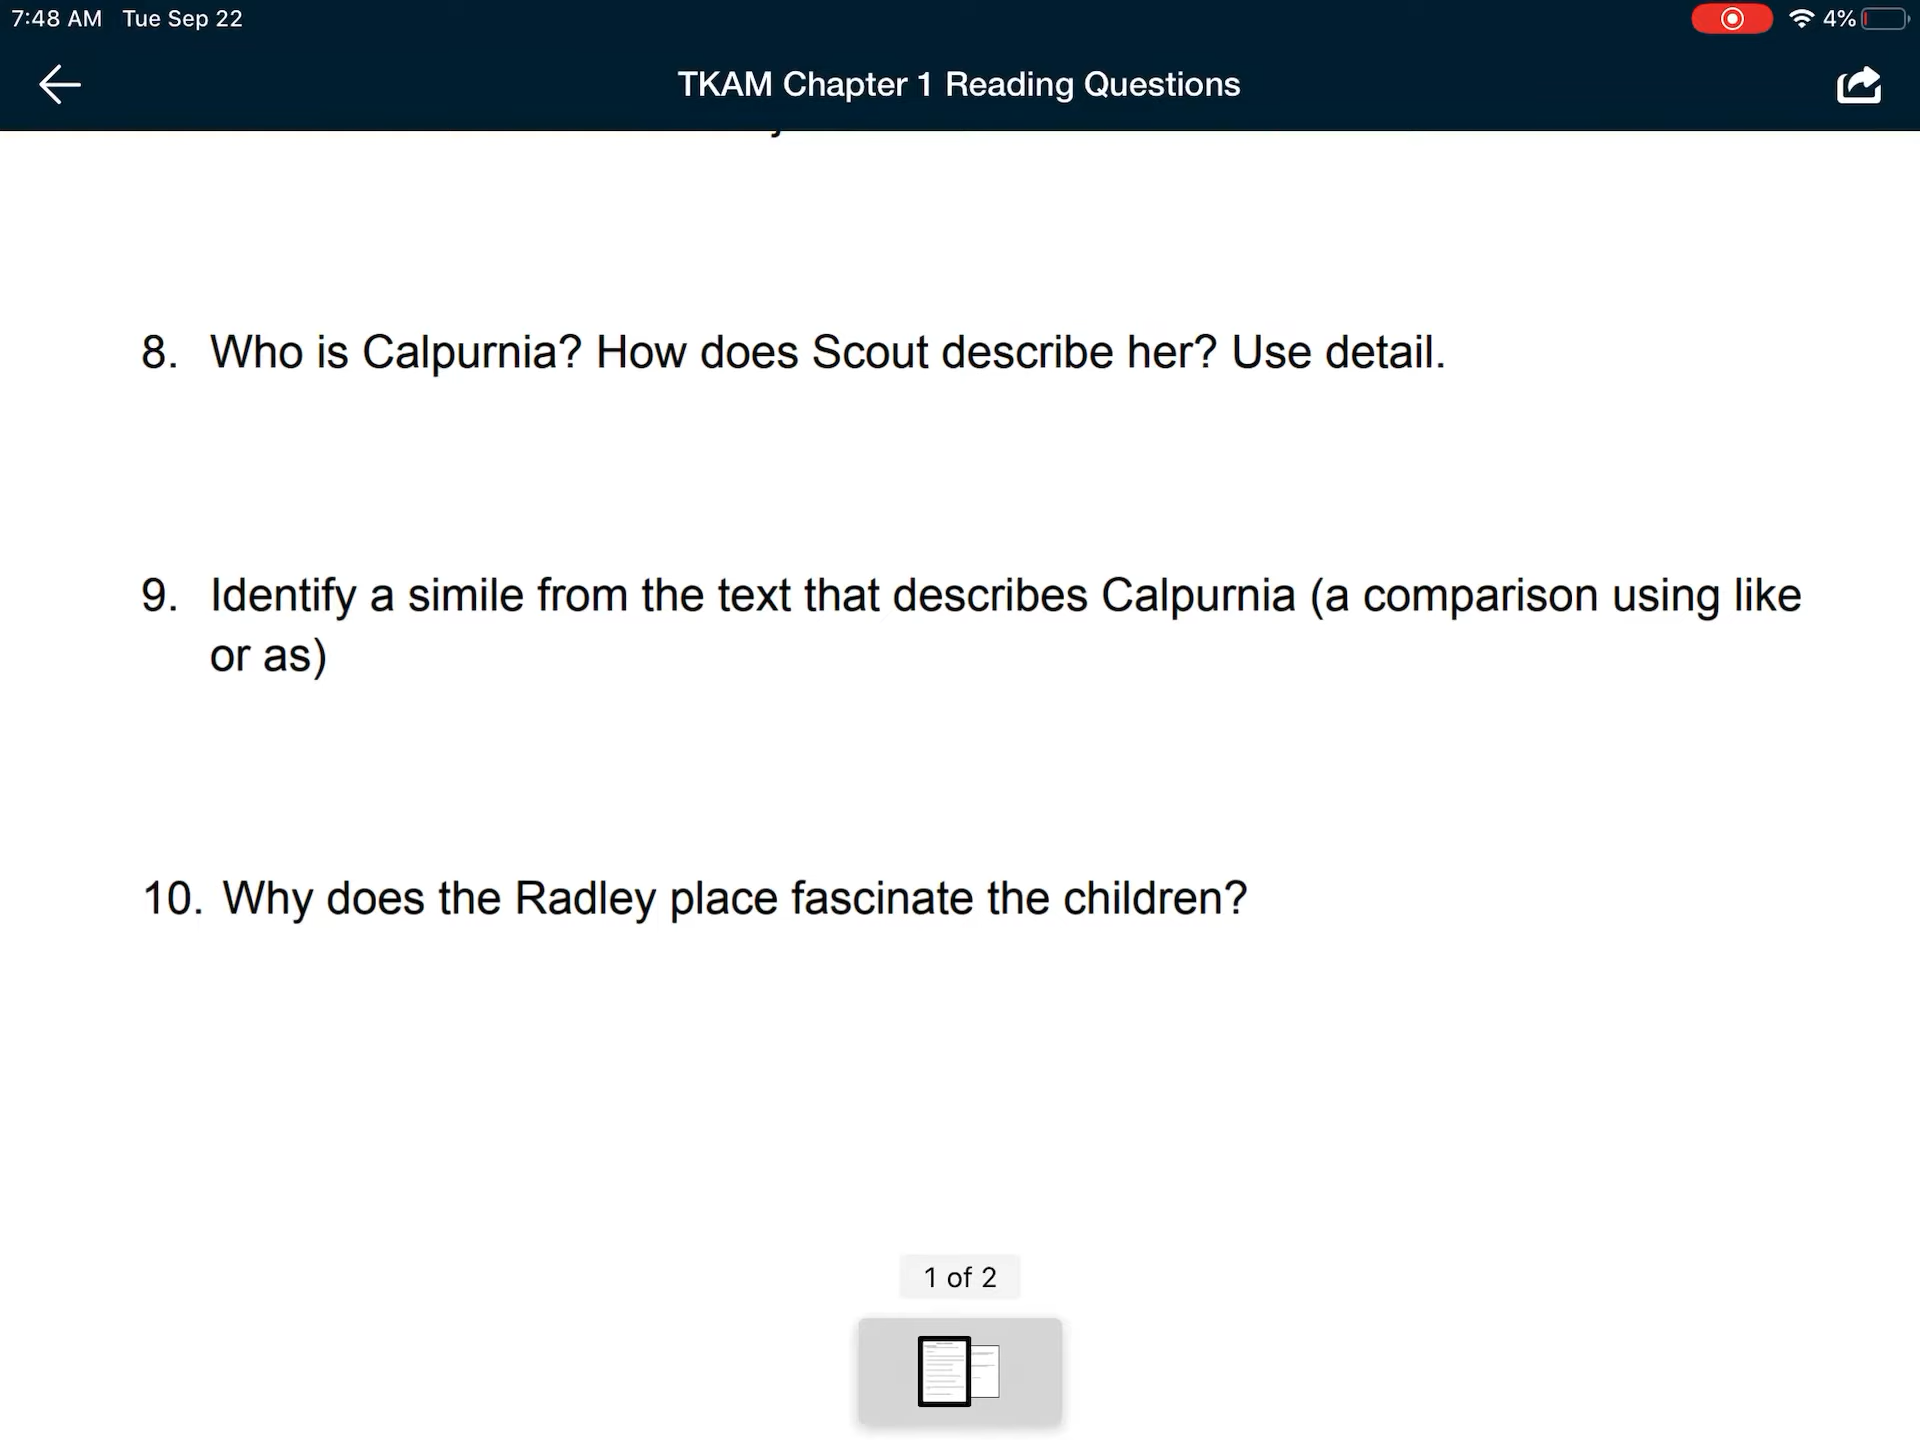 7:48 AM Tue Sep 22
4%
TKAM Chapter 1 Reading Questions
8. Who is Calpurnia? How does Scout describe her? Use detail.
9. Identify a simile from the text that describes Calpurnia (a comparison using like
or as)
10. Why does the Radley place fascinate the children?
1 of 2